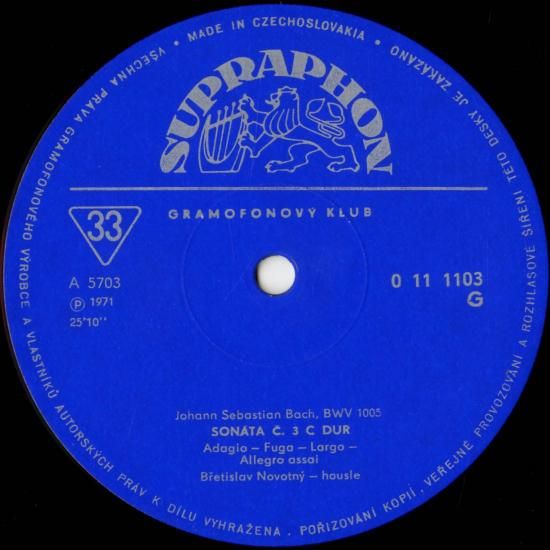 • MADE IN CZECHOSLOVAKIA •
VŠECHNA PRÁVA GRAMOFONOVÉHO VÝROBCE A VLASTNÍKŮ AUTORSKÝCH PRÁV K DÍLU VYHRAŽENA. POŘIZOVÁNÍ KOPIÍ, VEŘEJNÉ PROVOZOVÁNÍ A ROZHLASOVÉ ŠÍŘENÍ TÉTO DESKY JE ZAKÁZÁNO
SUPRAPHON
33
GRAMOFONOVÝ KLUB
A 5703
Ⓟ 1971
25'10''
0 11 1103
G
Johann Sebastian Bach, BWV 1005
SONÁTA Č. 3 C DUR
Adagio – Fuga – Largo –
Allegro assai
Břetislav Novotný – housle